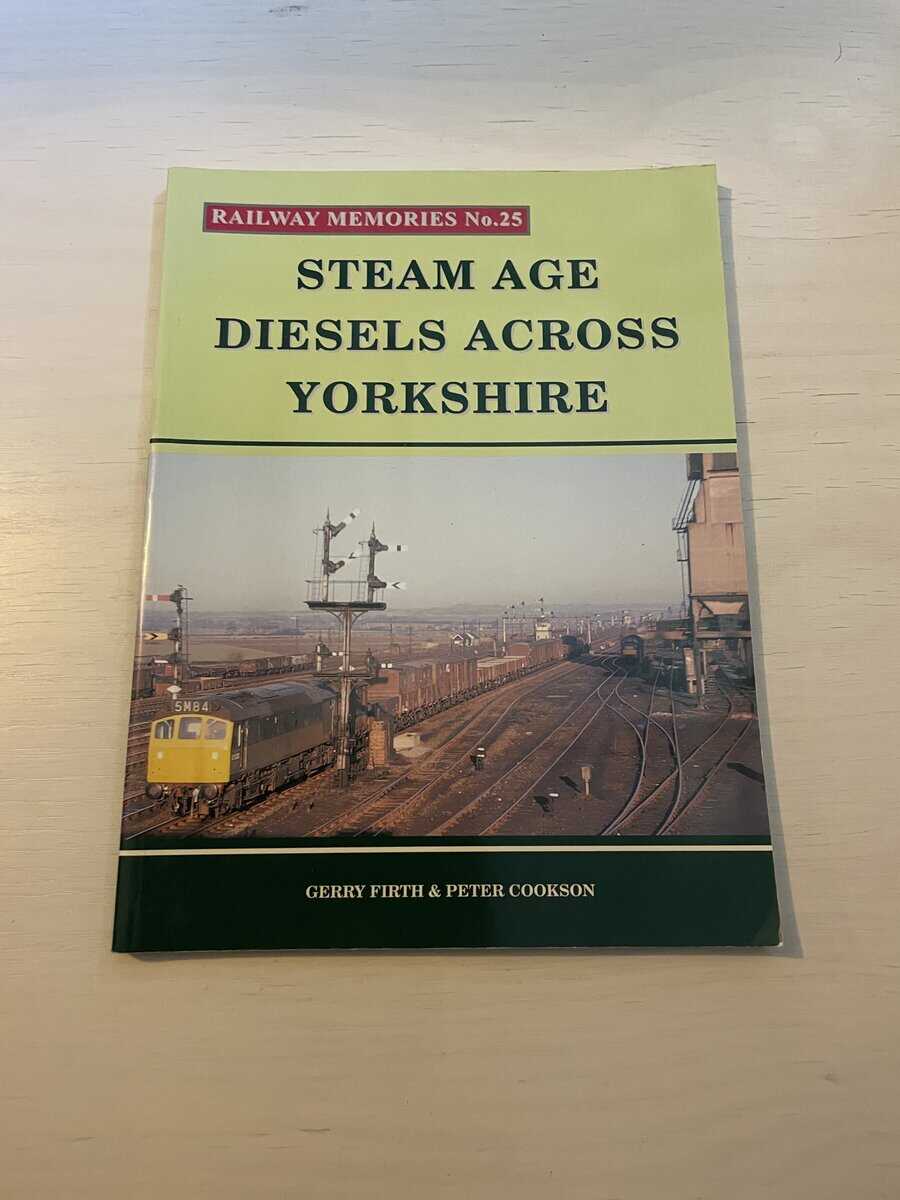 RAILWAY MEMORIES No.25
STEAM AGE
DIESELS ACROSS
YORKSHIRE
5M84
GERRY FIRTH & PETER COOKSON